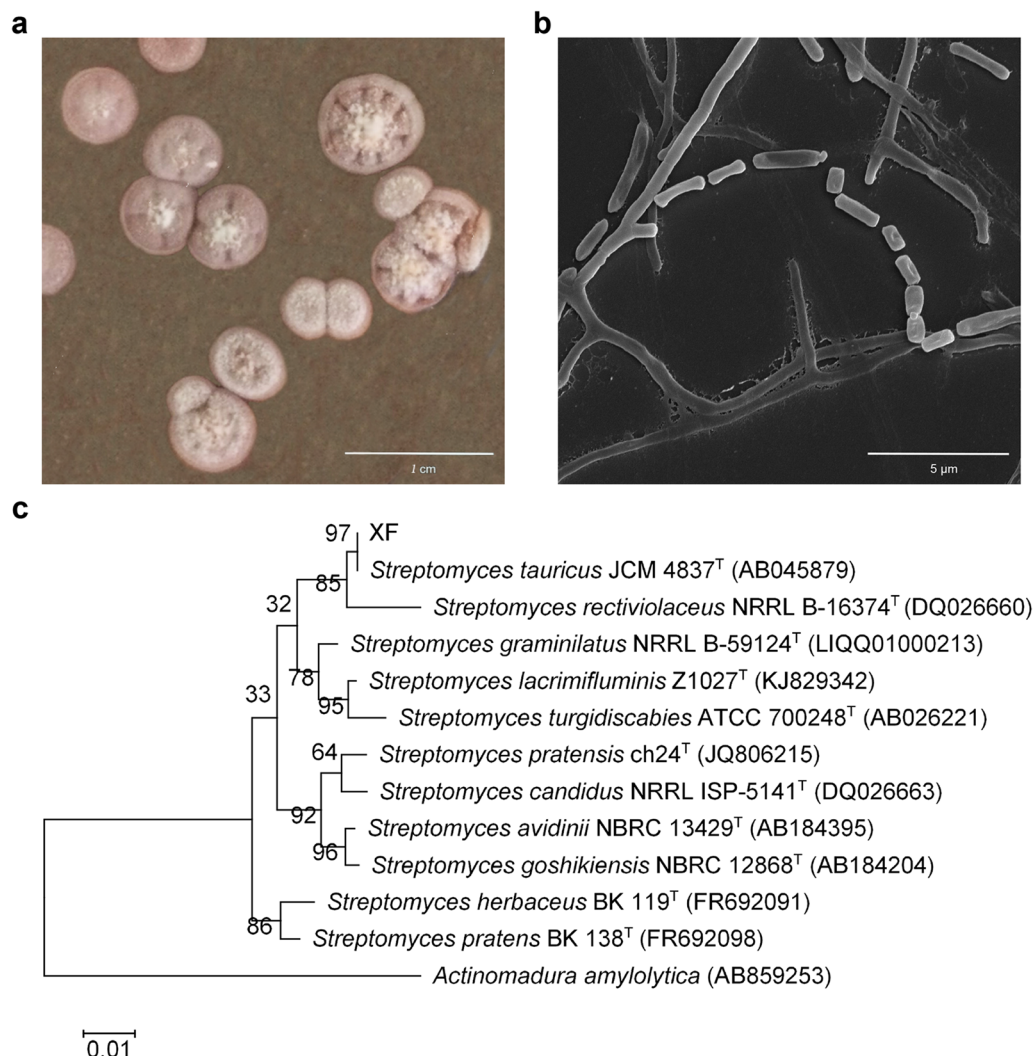 a
b
1 cm
5 µm
c
97 XF
85 Streptomyces tauricus JCM 4837ᵀ (AB045879)
Streptomyces rectiviolaceus NRRL B-16374ᵀ (DQ026660)
32
Streptomyces graminilatus NRRL B-59124ᵀ (LIQQ01000213)
78
Streptomyces lacrimifluminis Z1027ᵀ (KJ829342)
95
Streptomyces turgidiscabies ATCC 700248ᵀ (AB026221)
33
64
Streptomyces pratensis ch24ᵀ (JQ806215)
Streptomyces candidus NRRL ISP-5141ᵀ (DQ026663)
92
Streptomyces avidinii NBRC 13429ᵀ (AB184395)
96
Streptomyces goshikiensis NBRC 12868ᵀ (AB184204)
Streptomyces herbaceus BK 119ᵀ (FR692091)
86
Streptomyces pratens BK 138ᵀ (FR692098)
Actinomadura amylolytica (AB859253)
0.01